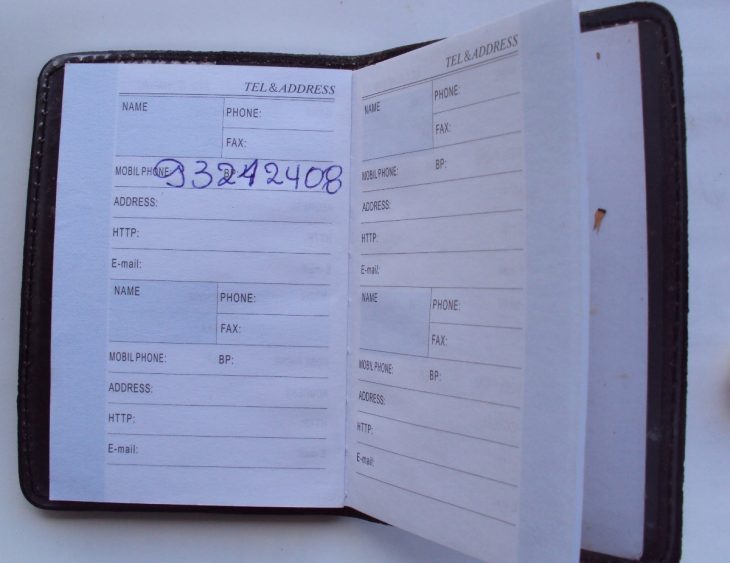 TEL & ADDRESS
NAME
PHONE:
FAX:
MOBIL PHONE: BP:
93242408
ADDRESS:
HTTP:
E-mail:
NAME
PHONE:
FAX:
MOBIL PHONE: BP:
ADDRESS:
HTTP:
E-mail:
TEL & ADDRESS
NAME
PHONE:
FAX:
MOBIL PHONE: BP:
ADDRESS:
HTTP:
E-mail:
NAME
PHONE:
FAX:
MOBIL PHONE: BP:
ADDRESS:
HTTP:
E-mail: